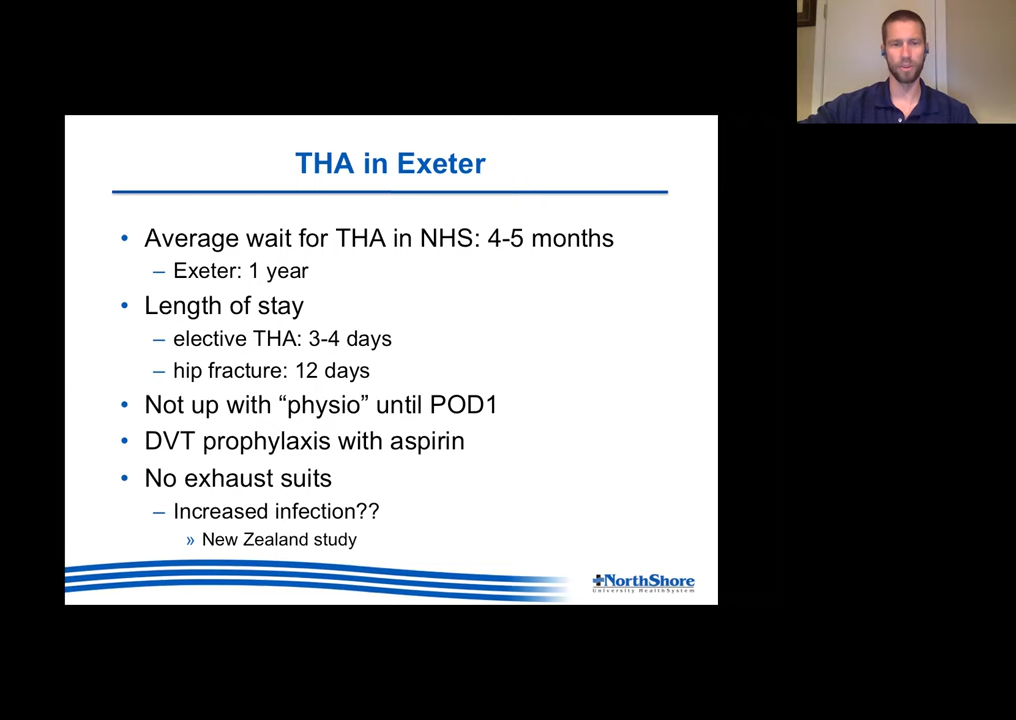 THA in Exeter
• Average wait for THA in NHS: 4-5 months
– Exeter: 1 year
• Length of stay
– elective THA: 3-4 days
– hip fracture: 12 days
• Not up with “physio” until POD1
• DVT prophylaxis with aspirin
• No exhaust suits
– Increased infection??
» New Zealand study
NorthShore
University HealthSystem